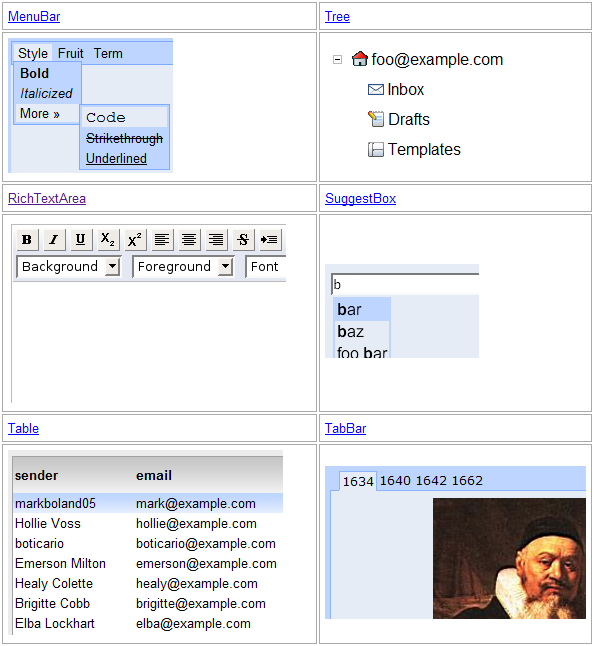 MenuBar
Tree
Style Fruit Term
Bold
Italicized
More »
Code
Strikethrough
Underlined
foo@example.com
Inbox
Drafts
Templates
RichTextArea
SuggestBox
B I U X2 X2 S
Background Foreground Font
b
bar
baz
foo bar
Table
TabBar
sender email
markboland05 mark@example.com
Hollie Voss hollie@example.com
boticario boticario@example.com
Emerson Milton emerson@example.com
Healy Colette healy@example.com
Brigitte Cobb brigitte@example.com
Elba Lockhart elba@example.com
1634 1640 1642 1662